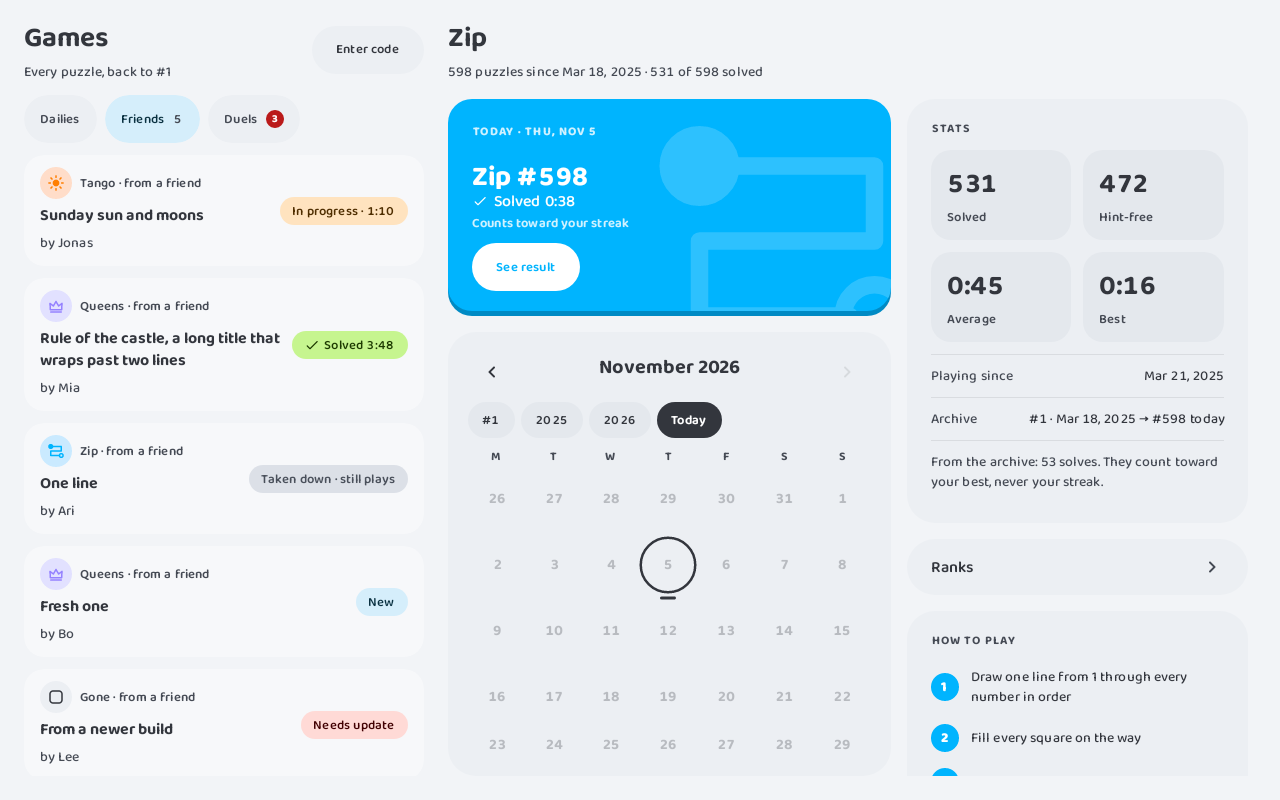 Games
Every puzzle, back to #1
Enter code
Dailies
Friends 5
Duels 3
Tango · from a friend
Sunday sun and moons
by Jonas
In progress · 1:10
Queens · from a friend
Rule of the castle, a long title that
wraps past two lines
by Mia
Solved 3:48
Zip · from a friend
One line
by Ari
Taken down · still plays
Queens · from a friend
Fresh one
by Bo
New
Gone · from a friend
From a newer build
by Lee
Needs update
Zip
598 puzzles since Mar 18, 2025 · 531 of 598 solved
TODAY · THU, NOV 5
Zip #598
Solved 0:38
Counts toward your streak
See result
November 2026
#1 2025 2026 Today
M T W T F S S
26 27 28 29 30 31 1
2 3 4 5 6 7 8
9 10 11 12 13 14 15
16 17 18 19 20 21 22
23 24 25 26 27 28 29
STATS
531
Solved
472
Hint-free
0:45
Average
0:16
Best
Playing since Mar 21, 2025
Archive #1 · Mar 18, 2025 → #598 today
From the archive: 53 solves. They count toward
your best, never your streak.
Ranks
HOW TO PLAY
1 Draw one line from 1 through every
number in order
2 Fill every square on the way